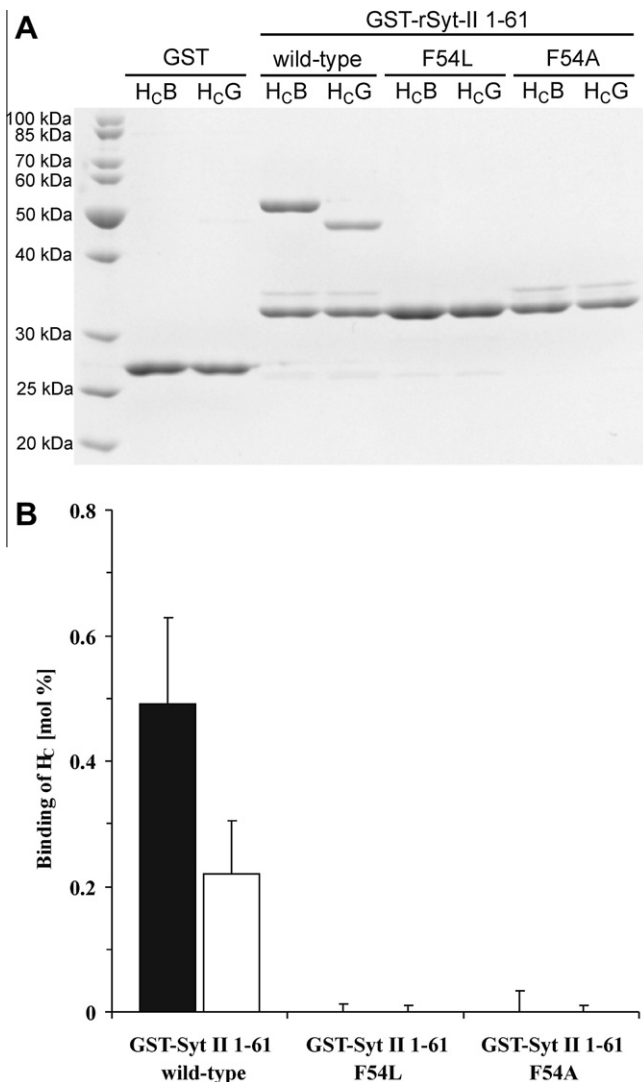 A
GST-rSyt-II 1-61
GST wild-type F54L F54A
HCB HCG HCB HCG HCB HCG HCB HCG
100 kDa
85 kDa
70 kDa
60 kDa
50 kDa
40 kDa
30 kDa
25 kDa
20 kDa
B
Binding of HC [mol %]
0.8
0.6
0.4
0.2
0
GST-Syt II 1-61 GST-Syt II 1-61 GST-Syt II 1-61
wild-type F54L F54A